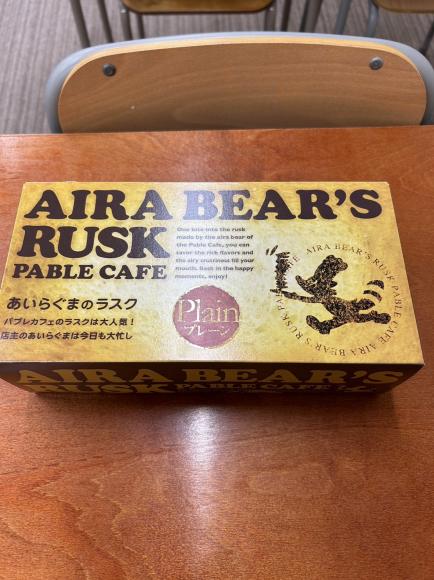 AIRA BEAR'S
RUSK
PABLE CAFE
One bite into the rusk
made by the aira bear of
the Pable Cafe, you can
savor the rich flavors and
the airy crustiness fill your
mouth. Bask in the happy
moments, enjoy!
あいらぐまのラスク
パブレカフェのラスクは大人気!
店主のあいらぐまは今日も大忙し
Plain
プレーン
AIRA BEAR'S RUSK PABLE CAFE AIRA BEAR'S RUSK PA
AIRA BEAR'S
RUSK PABLE CAFE